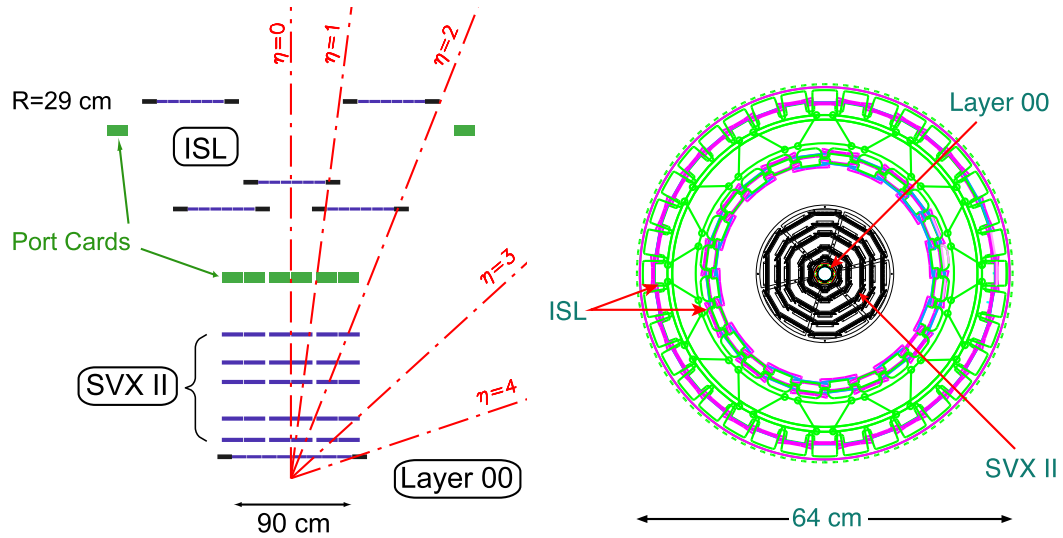 η=0
η=1
η=2
R=29 cm
ISL
Port Cards
η=3
SVX II
η=4
Layer 00
90 cm
Layer 00
ISL
SVX II
64 cm